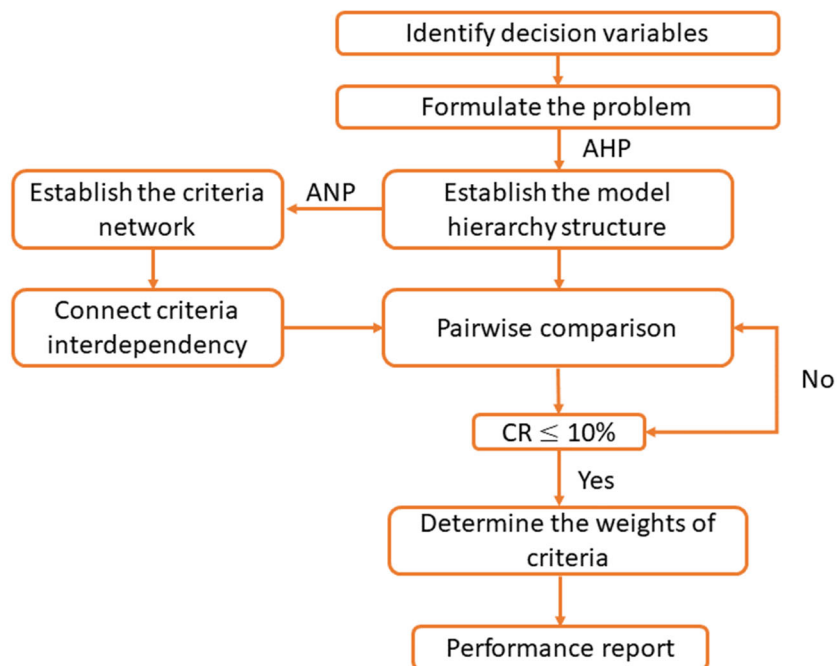 Identify decision variables
Formulate the problem
AHP
Establish the criteria
network
ANP
Establish the model
hierarchy structure
Connect criteria
interdependency
Pairwise comparison
No
CR ≤ 10%
Yes
Determine the weights of
criteria
Performance report